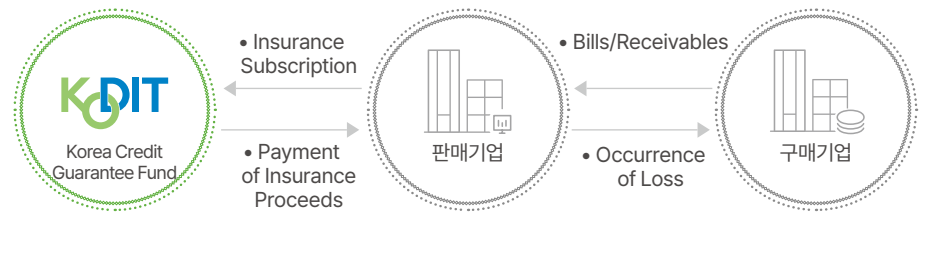 • Insurance
Subscription
• Bills/Receivables
KODIT
Korea Credit
Guarantee Fund
판매기업
구매기업
• Payment
of Insurance
Proceeds
• Occurrence
of Loss